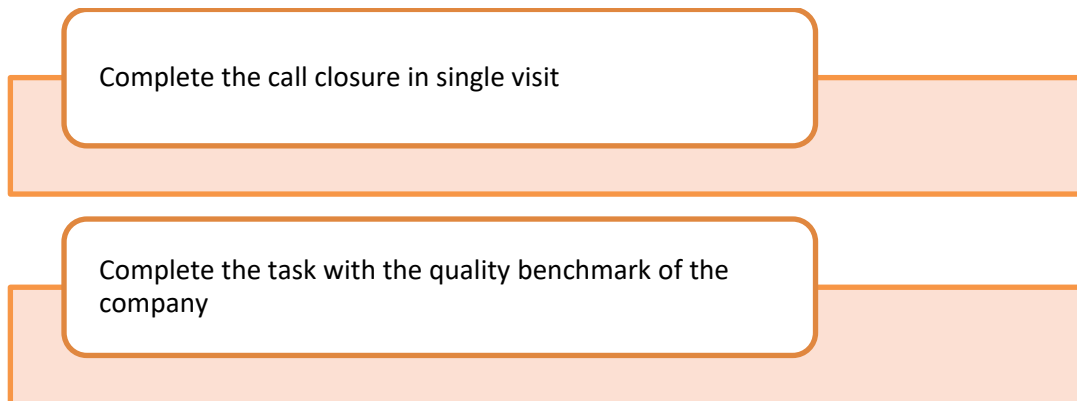 Complete the call closure in single visit
Complete the task with the quality benchmark of the
company